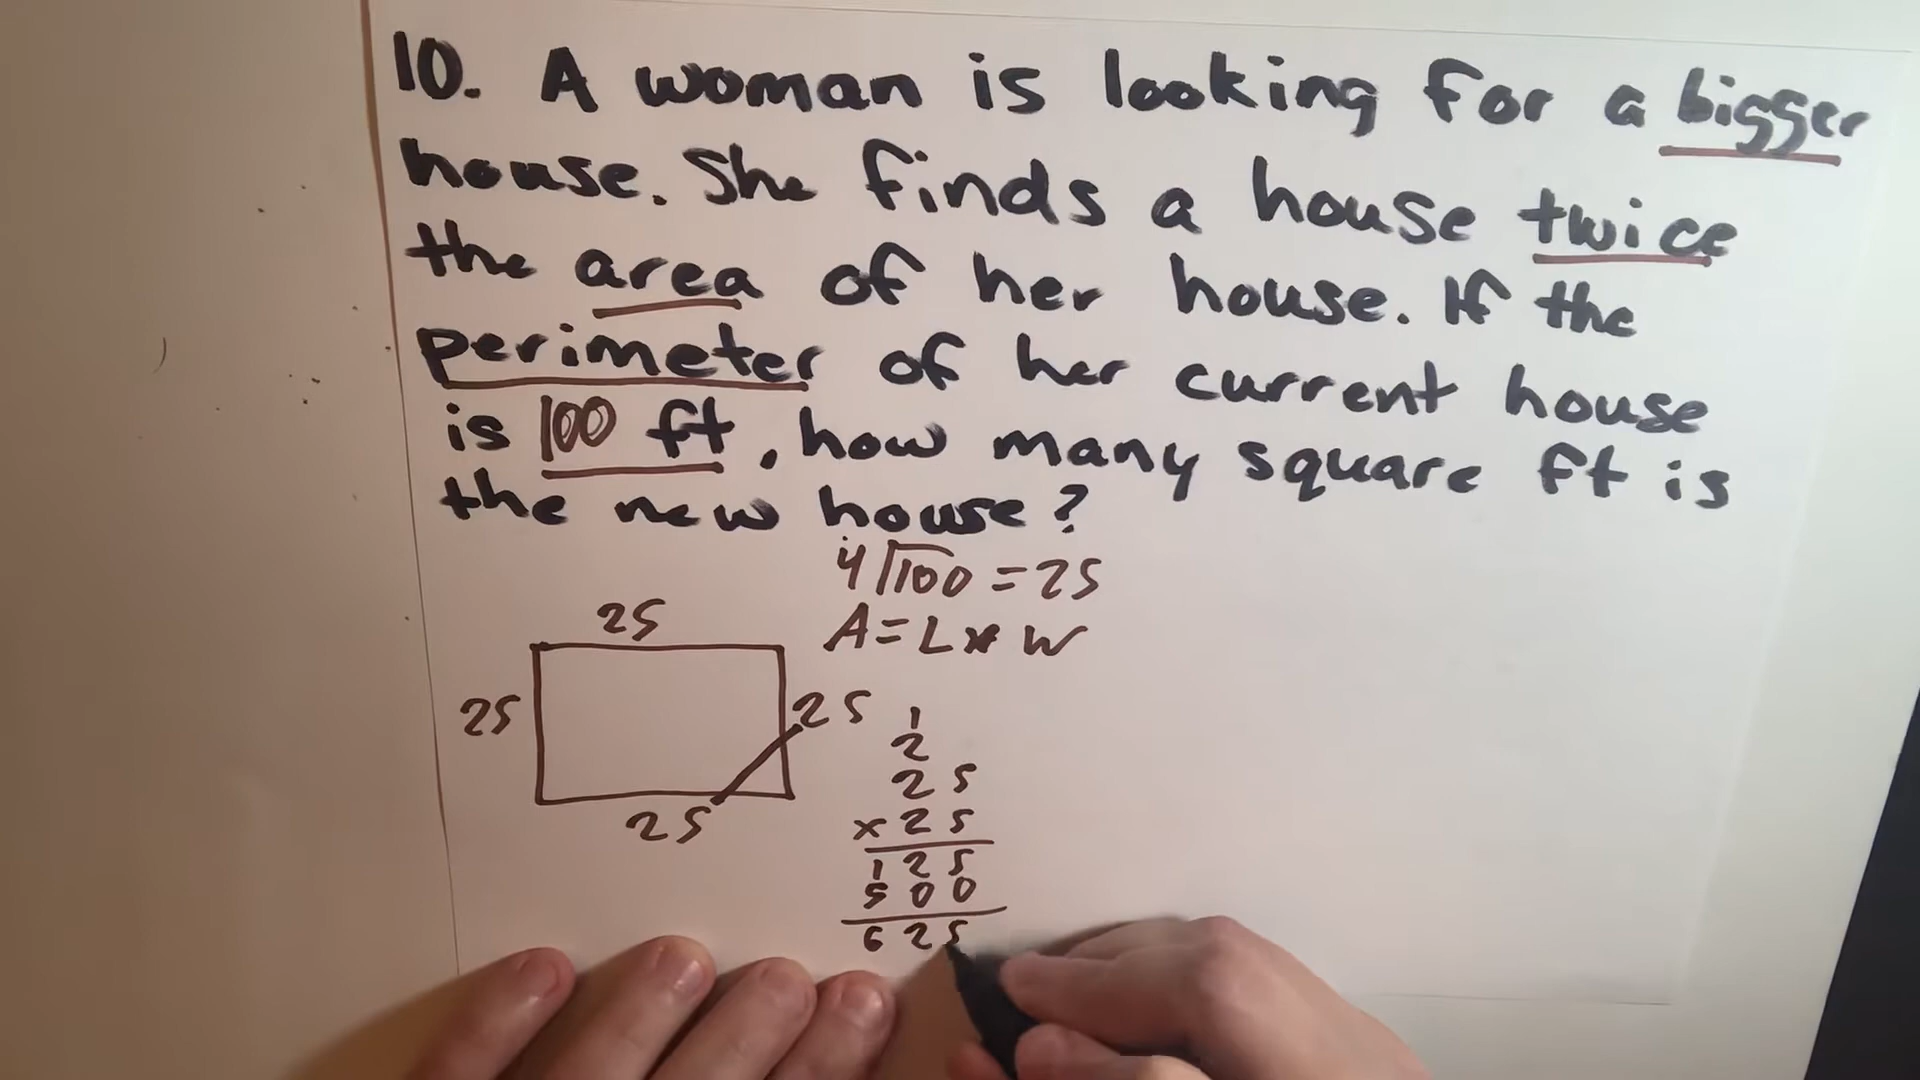 10. A woman is looking for a bigger
house. She finds a house twice
the area of her house. If the
perimeter of her current house
is 100 ft, how many square ft is
the new house?
4 100 = 25
A = L × W
25
25
25
25
1
2
25
× 25
125
500
625